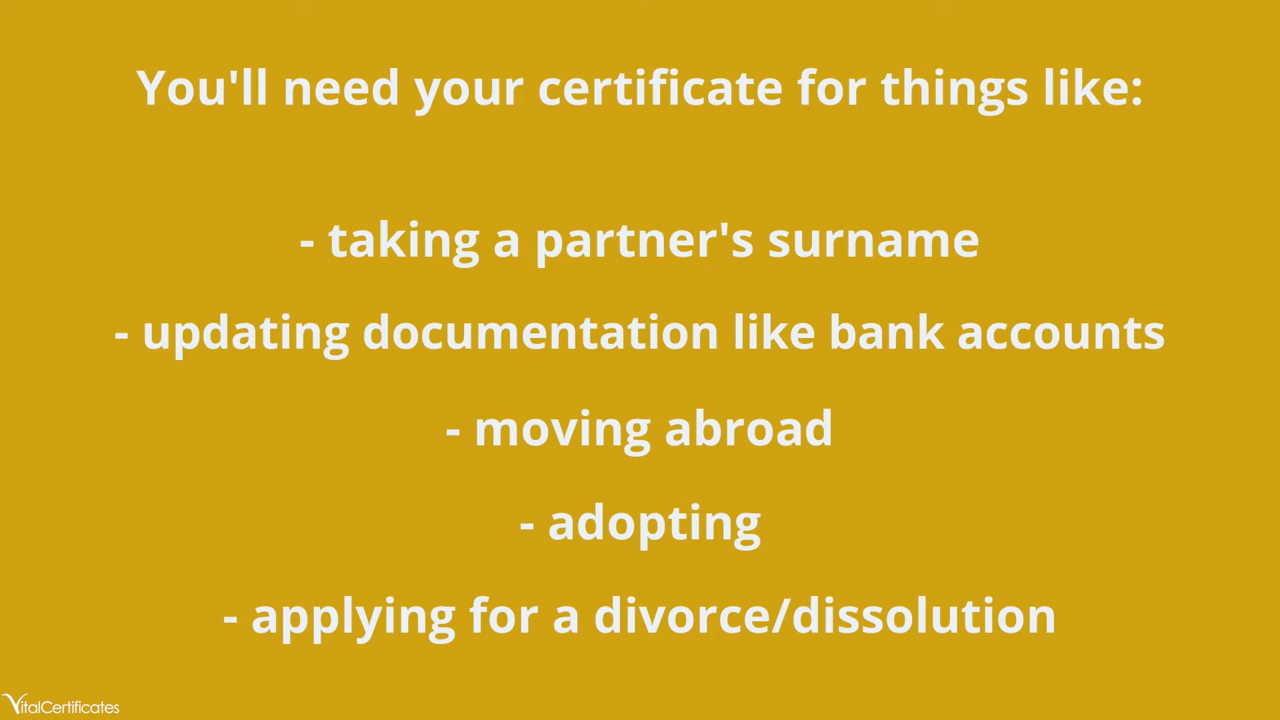 You'll need your certificate for things like:
- taking a partner's surname
- updating documentation like bank accounts
- moving abroad
- adopting
- applying for a divorce/dissolution
VitalCertificates